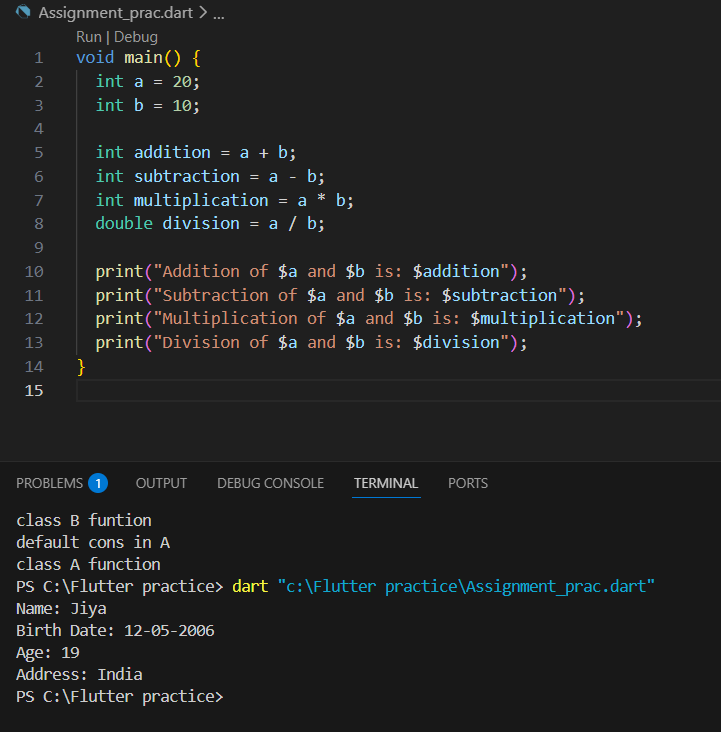 Assignment_prac.dart > ...
Run | Debug
1 void main() {
2 int a = 20;
3 int b = 10;
4
5 int addition = a + b;
6 int subtraction = a - b;
7 int multiplication = a * b;
8 double division = a / b;
9
10 print("Addition of $a and $b is: $addition");
11 print("Subtraction of $a and $b is: $subtraction");
12 print("Multiplication of $a and $b is: $multiplication");
13 print("Division of $a and $b is: $division");
14 }
15
PROBLEMS 1 OUTPUT DEBUG CONSOLE TERMINAL PORTS
class B funtion
default cons in A
class A function
PS C:\Flutter practice> dart "c:\Flutter practice\Assignment_prac.dart"
Name: Jiya
Birth Date: 12-05-2006
Age: 19
Address: India
PS C:\Flutter practice>